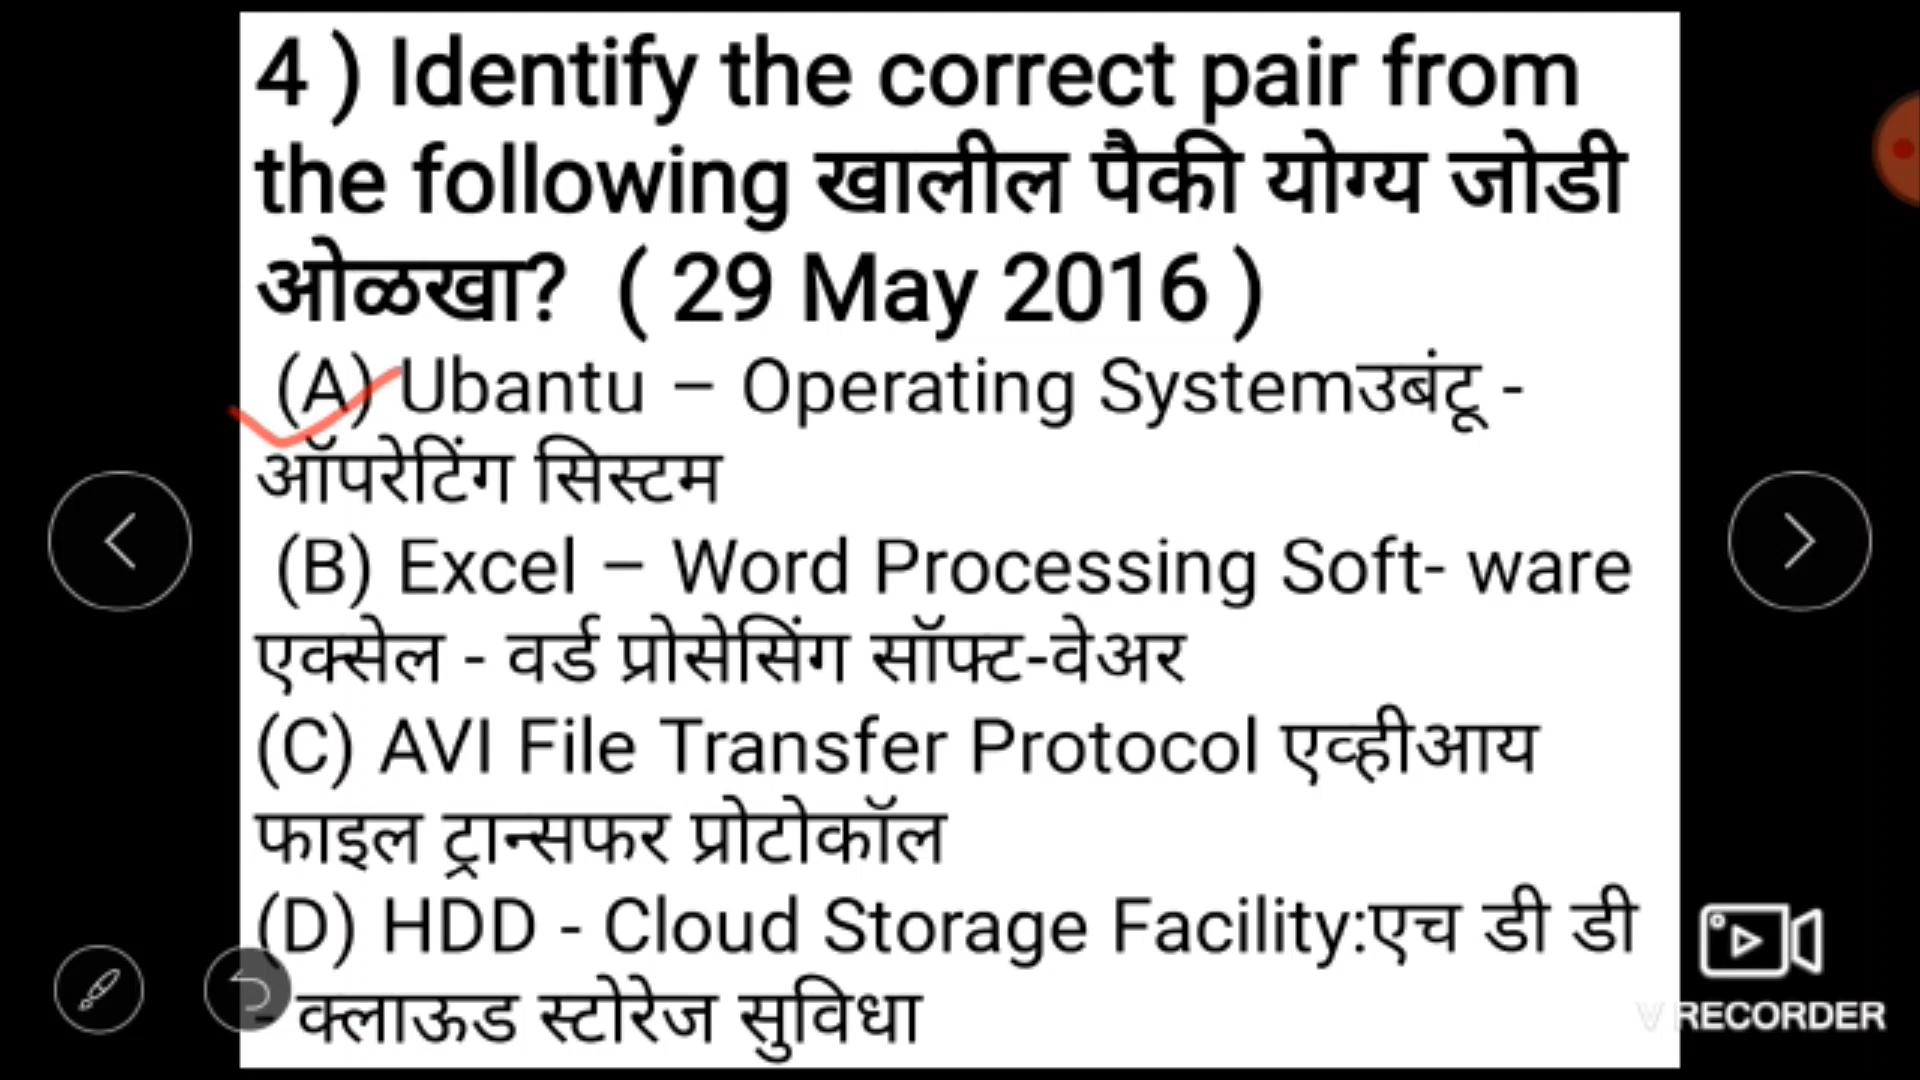 4 ) Identify the correct pair from
the following खालील पैकी योग्य जोडी
ओळखा? ( 29 May 2016 )
(A) Ubantu – Operating Systemउबंटू -
ऑपरेटिंग सिस्टम
(B) Excel – Word Processing Soft- ware
एक्सेल - वर्ड प्रोसेसिंग सॉफ्ट-वेअर
(C) AVI File Transfer Protocol एव्हीआय
फाइल ट्रान्सफर प्रोटोकॉल
(D) HDD - Cloud Storage Facility:एच डी डी
- क्लाऊड स्टोरेज सुविधा
V RECORDER